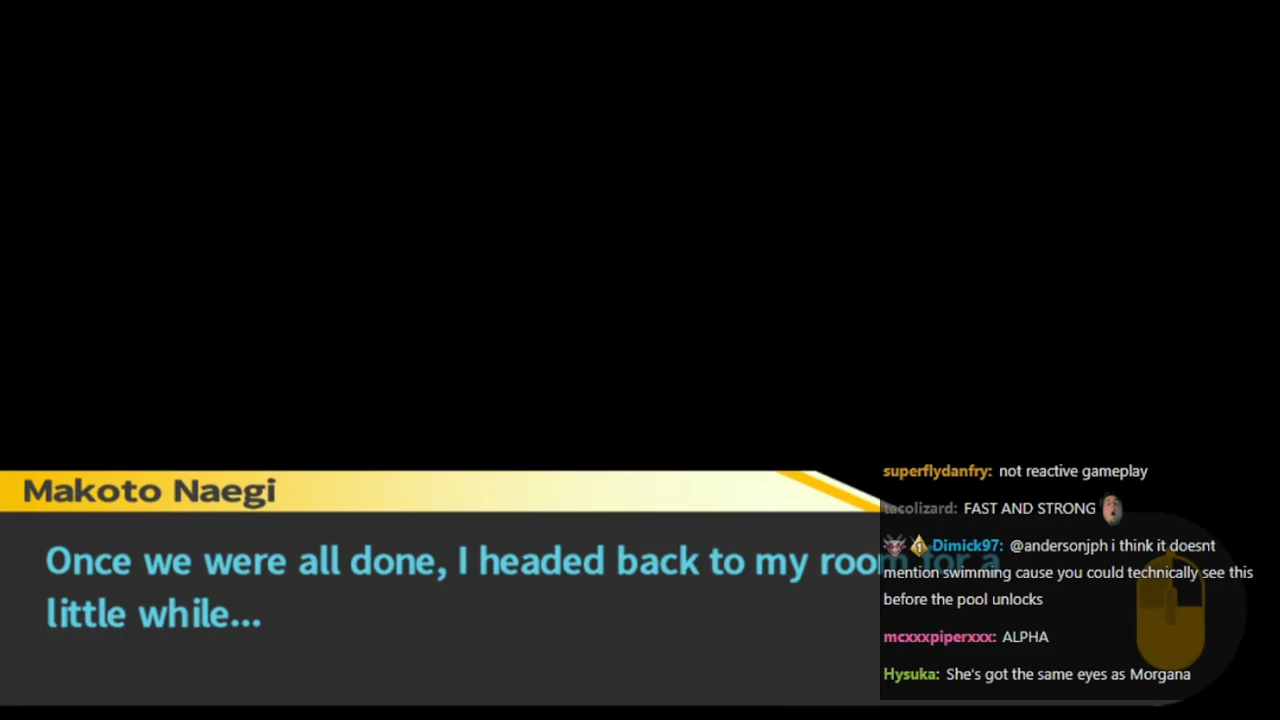 Makoto Naegi
Once we were all done, I headed back to my room for a
little while...
superflydanfry: not reactive gameplay
tacolizard: FAST AND STRONG
1 Dimick97: @andersonjph i think it doesnt
mention swimming cause you could technically see this
before the pool unlocks
mcxxxpiperxxx: ALPHA
Hysuka: She's got the same eyes as Morgana